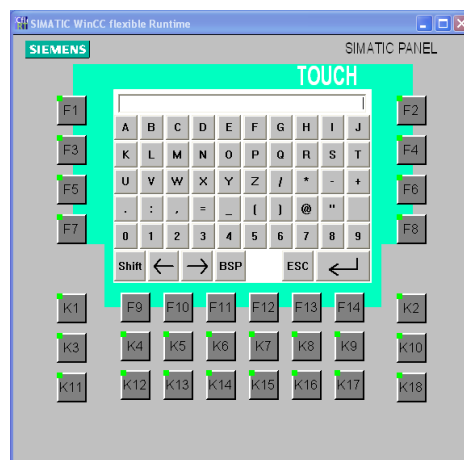 SIMATIC WinCC flexible Runtime
SIEMENS SIMATIC PANEL
TOUCH
F1 F2
A B C D E F G H I J
F3 K L M N O P Q R S T F4
F5 U V W X Y Z / * - + F6
. : , = _ ( ) @ "
F7 0 1 2 3 4 5 6 7 8 9 F8
Shift ← → BSP ESC ↵
K1 F9 F10 F11 F12 F13 F14 K2
K3 K4 K5 K6 K7 K8 K9 K10
K11 K12 K13 K14 K15 K16 K17 K18